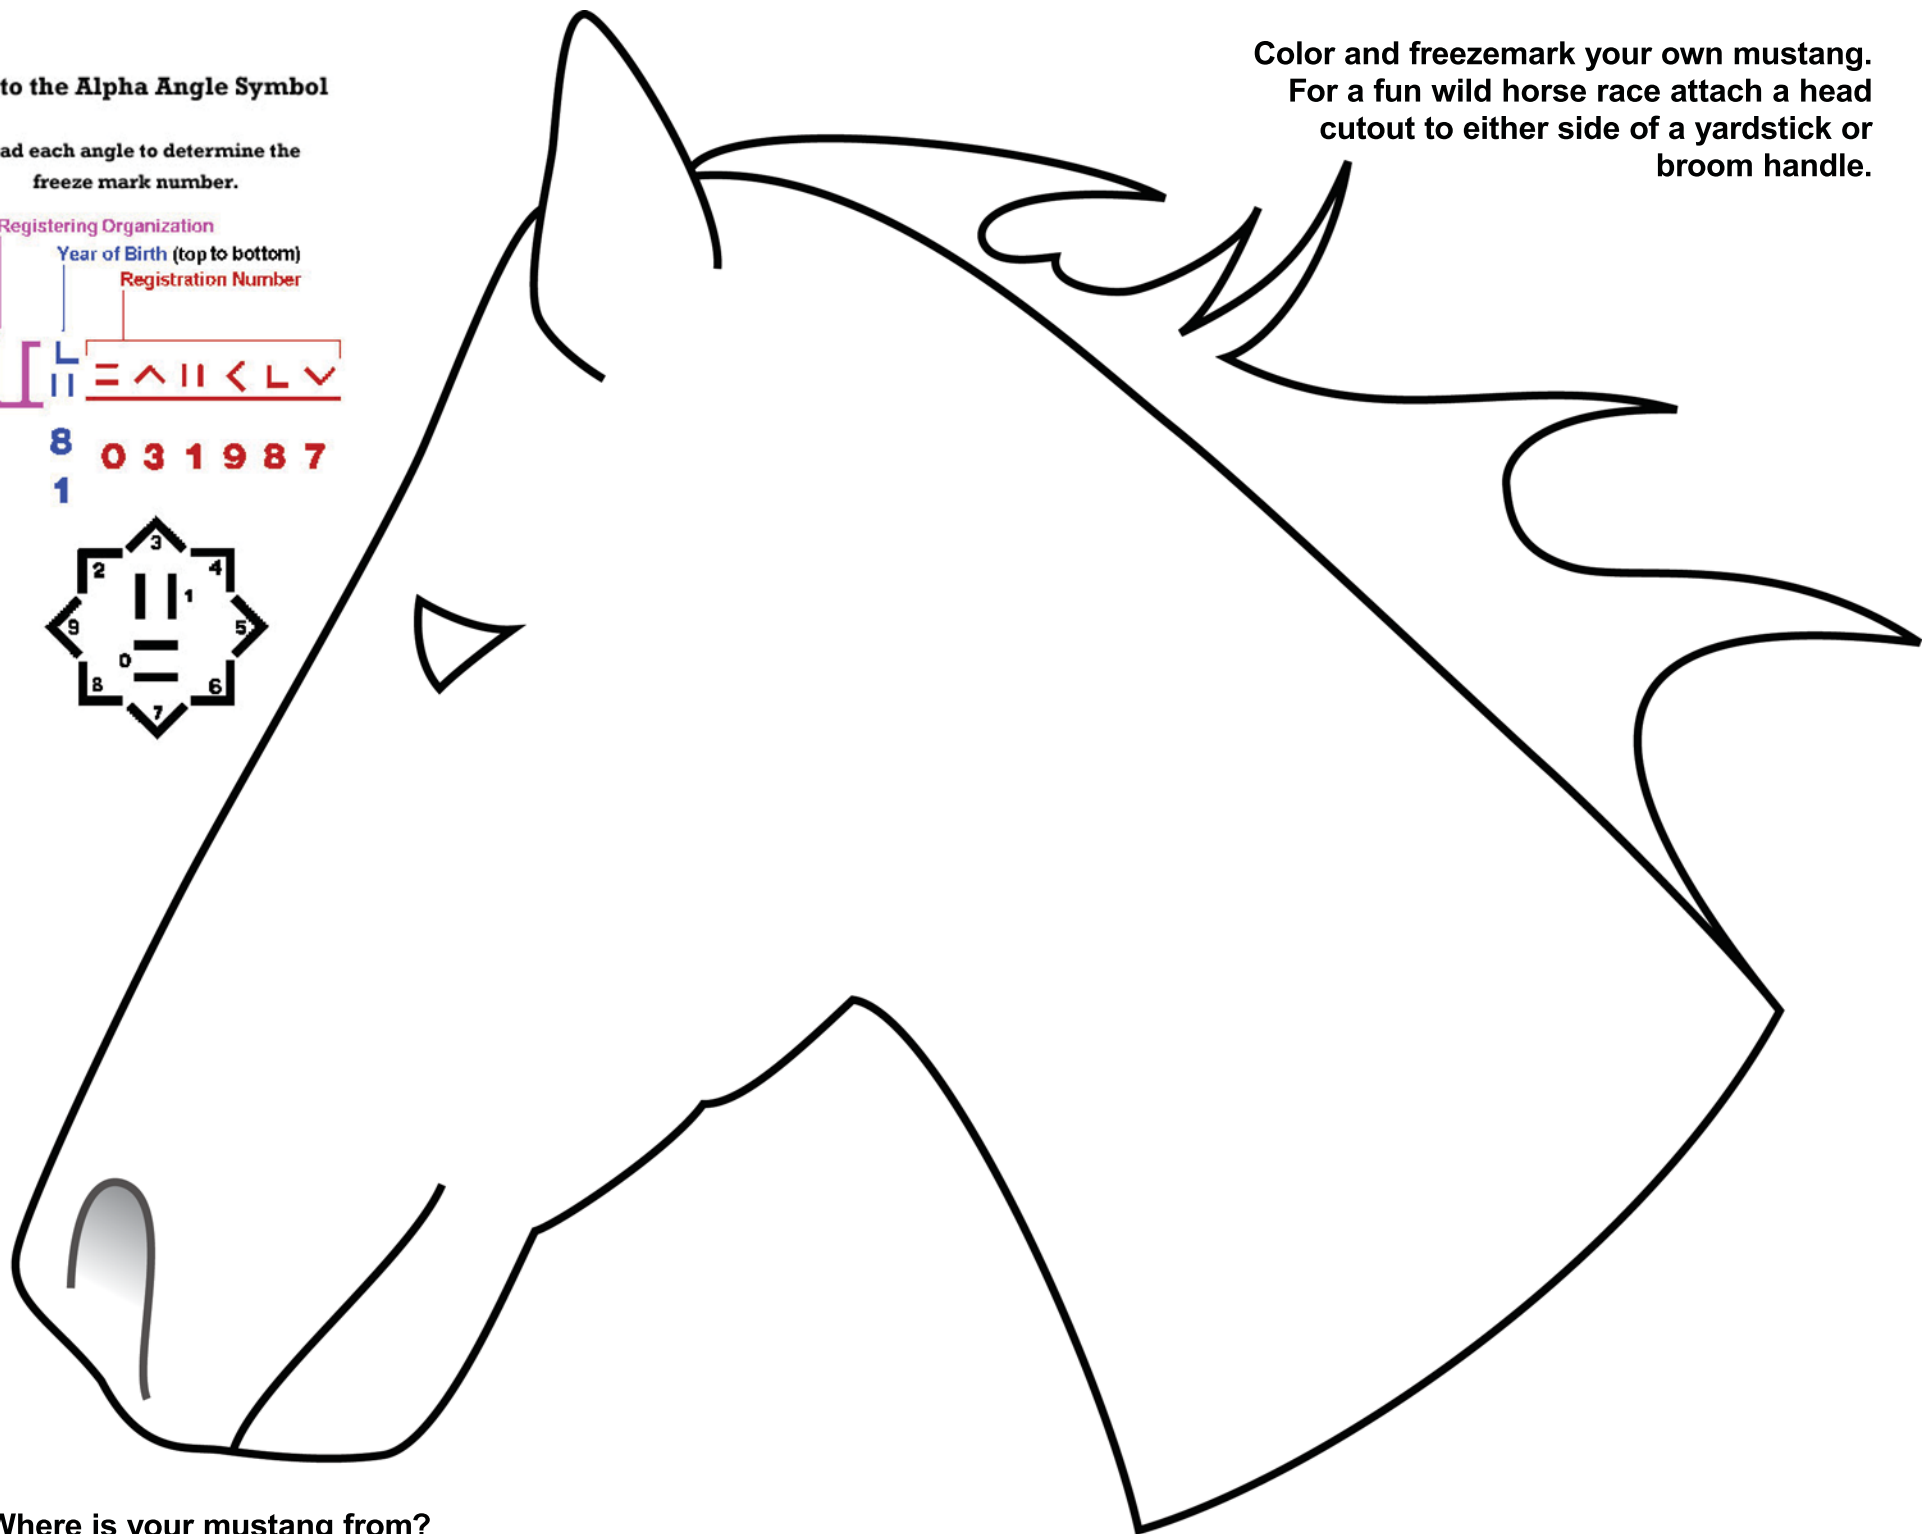 Color and freezemark your own mustang.
For a fun wild horse race attach a head
cutout to either side of a yardstick or
broom handle.
to the Alpha Angle Symbol
ad each angle to determine the
freeze mark number.
Registering Organization
Year of Birth (top to bottom)
Registration Number
8
1
0 3 1 9 8 7
3
2
4
1
9
5
0
8
6
7
Where is your mustang from?